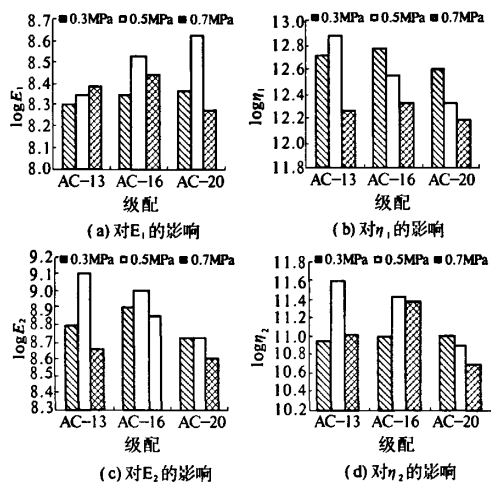 0.3MPa 0.5MPa 0.7MPa
8.7
8.6
8.5
8.4
8.3
8.2
8.1
8.0
logE₁
AC-13 AC-16 AC-20
级配
(a)对E₁的影响
0.3MPa 0.5MPa 0.7MPa
13.0
12.8
12.6
12.4
12.2
12.0
11.8
logη₁
AC-13 AC-16 AC-20
级配
(b)对η₁的影响
0.3MPa 0.5MPa 0.7MPa
9.2
9.1
9.0
8.9
8.8
8.7
8.6
8.5
8.4
8.3
logE₂
AC-13 AC-16 AC-20
级配
(c)对E₂的影响
0.3MPa 0.5MPa 0.7MPa
11.8
11.6
11.4
11.2
11.0
10.8
10.6
10.4
10.2
logη₂
AC-13 AC-16 AC-20
级配
(d)对η₂的影响